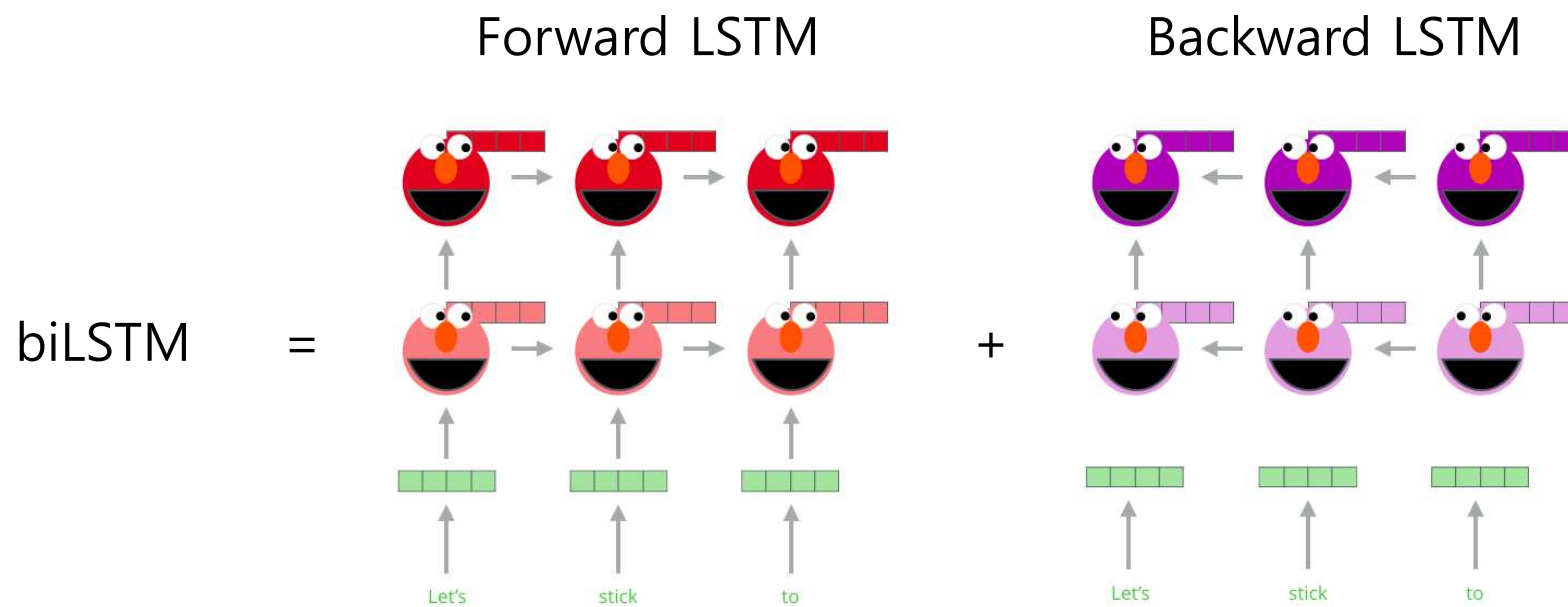 Forward LSTM
Backward LSTM
biLSTM = +
Let's stick to
Let's stick to